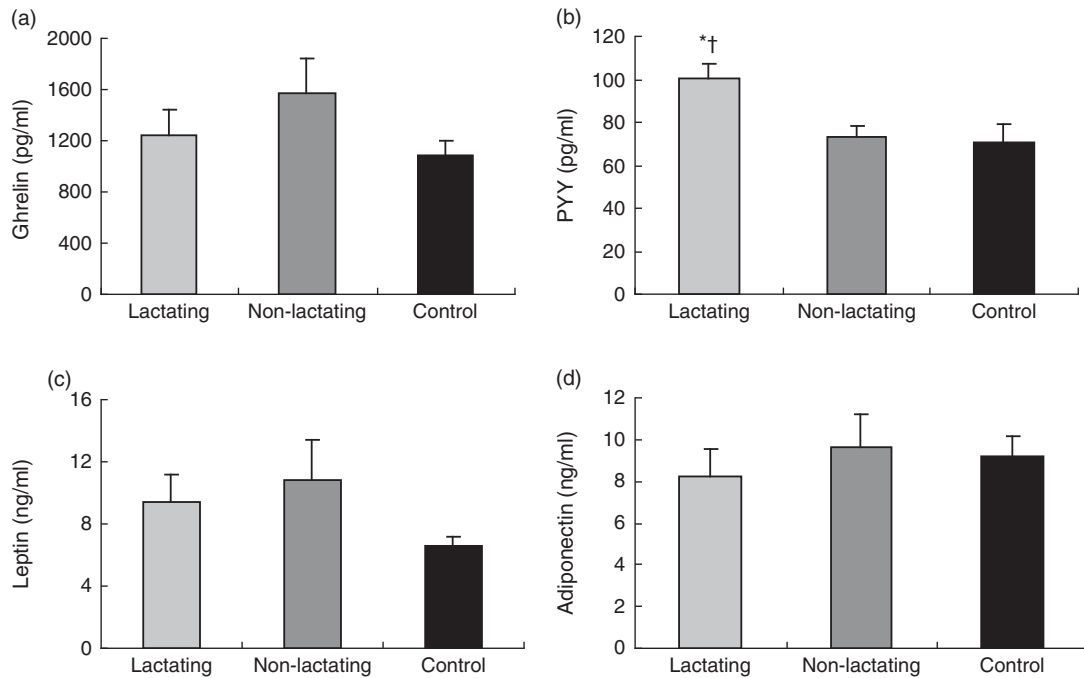 (a)
Ghrelin (pg/ml)
2000
1600
1200
800
400
0
Lactating Non-lactating Control
(b)
PYY (pg/ml)
120
100
80
60
40
20
0
*†
Lactating Non-lactating Control
(c)
Leptin (ng/ml)
16
12
8
4
0
Lactating Non-lactating Control
(d)
Adiponectin (ng/ml)
12
10
8
6
4
2
0
Lactating Non-lactating Control